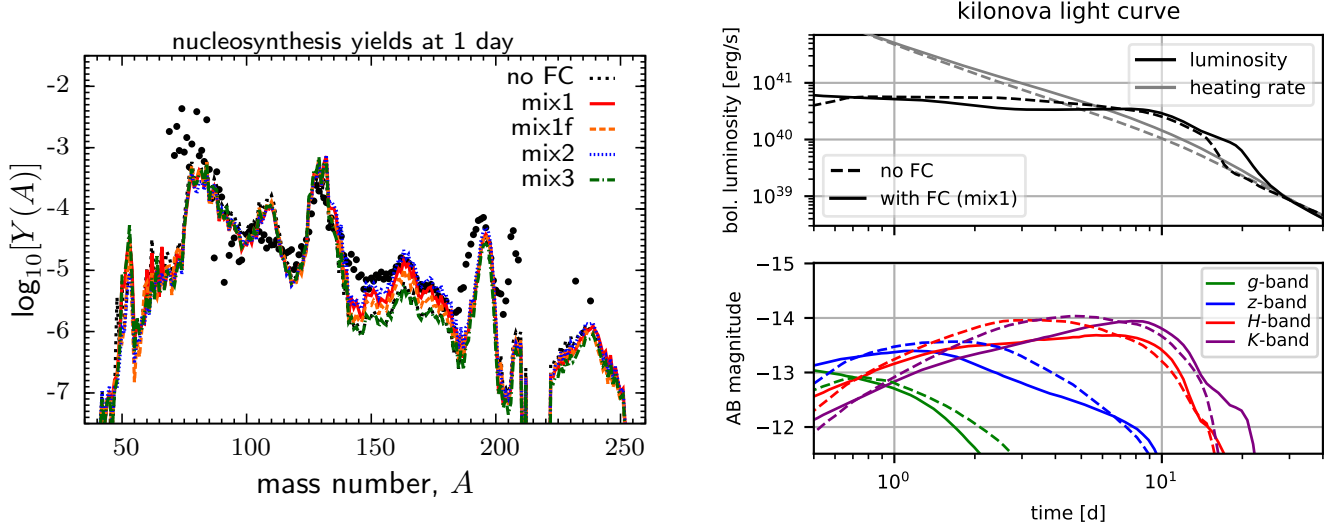 nucleosynthesis yields at 1 day
log10[Y(A)]
-2
-3
-4
-5
-6
-7
no FC
mix1
mix1f
mix2
mix3
50
100
150
200
250
mass number, A
kilonova light curve
bol. luminosity [erg/s]
10^41
10^40
10^39
luminosity
heating rate
no FC
with FC (mix1)
AB magnitude
−15
−14
−13
−12
g-band
z-band
H-band
K-band
10^0
10^1
time [d]